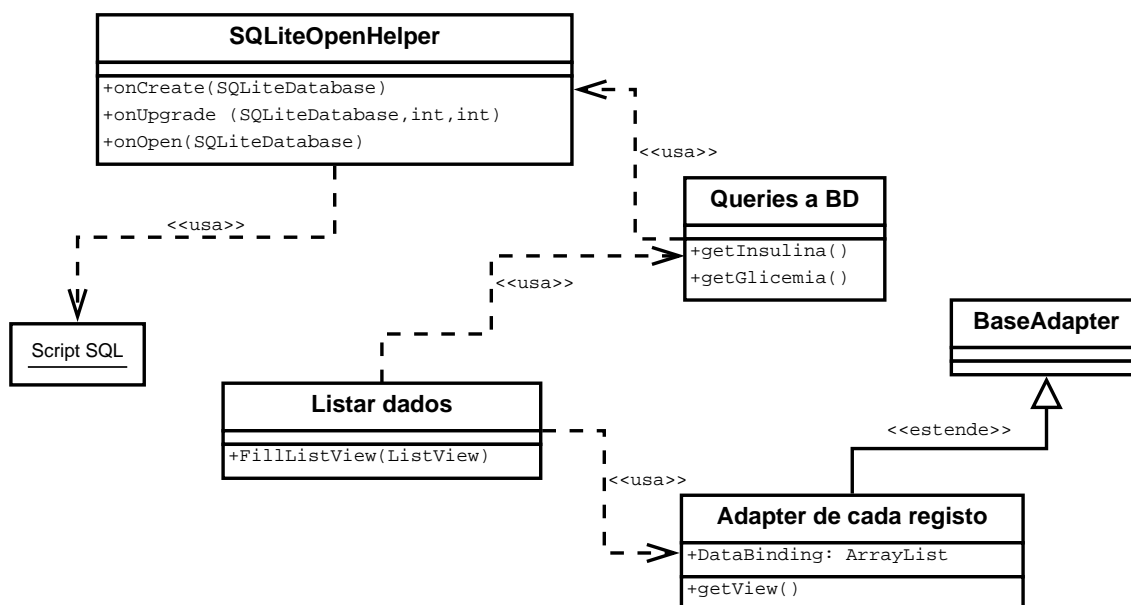 SQLiteOpenHelper
+onCreate(SQLiteDatabase)
+onUpgrade (SQLiteDatabase,int,int)
+onOpen(SQLiteDatabase)
<<usa>>
Queries a BD
+getInsulina()
+getGlicemia()
<<usa>>
<<usa>>
Script SQL
BaseAdapter
Listar dados
+FillListView(ListView)
<<estende>>
<<usa>>
Adapter de cada registo
+DataBinding: ArrayList
+getView()